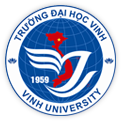 TRƯỜNG ĐẠI HỌC VINH
1959
VINH UNIVERSITY